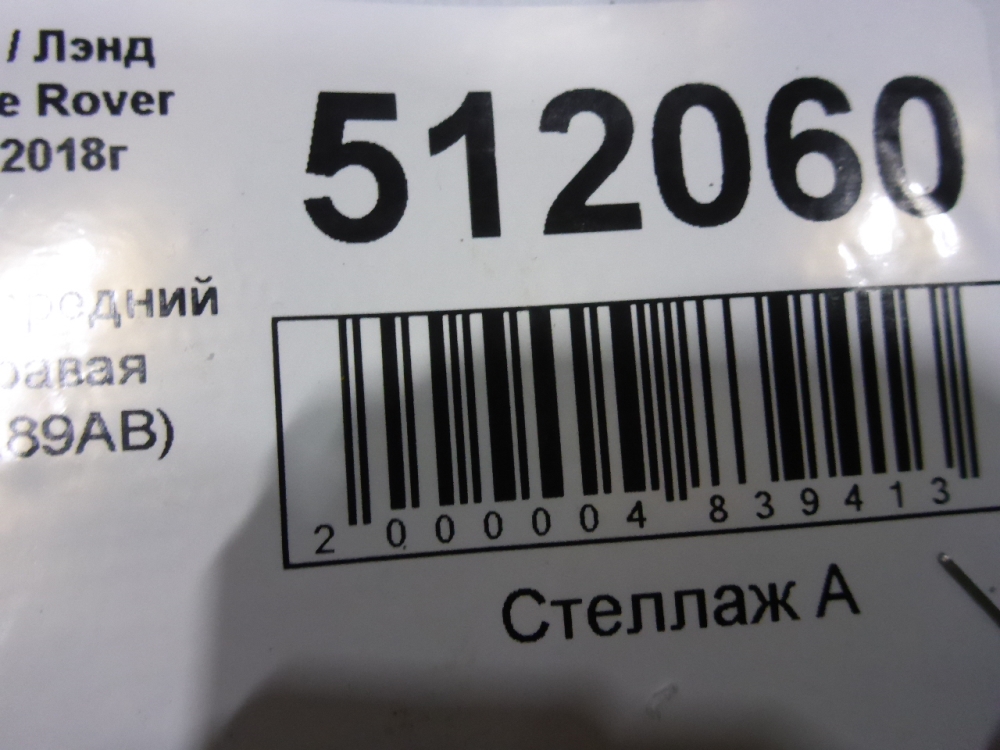 / Лэнд
e Rover
2018г
512060
редний
равая
89AB)
2 000004 839413
Стеллаж А